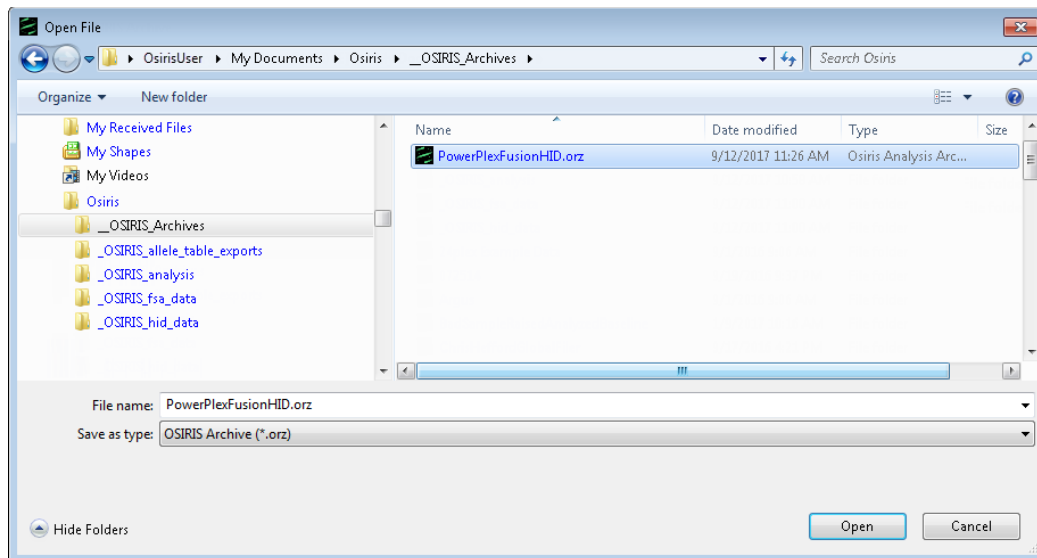 Open File
OsirisUser ▸ My Documents ▸ Osiris ▸ __OSIRIS_Archives ▸
Search Osiris
Organize
New folder
My Received Files
My Shapes
My Videos
Osiris
__OSIRIS_Archives
_OSIRIS_allele_table_exports
_OSIRIS_analysis
_OSIRIS_fsa_data
_OSIRIS_hid_data
Name Date modified Type Size
PowerPlexFusionHID.orz 9/12/2017 11:26 AM Osiris Analysis Arc...
File name: PowerPlexFusionHID.orz
Save as type: OSIRIS Archive (*.orz)
Hide Folders
Open Cancel